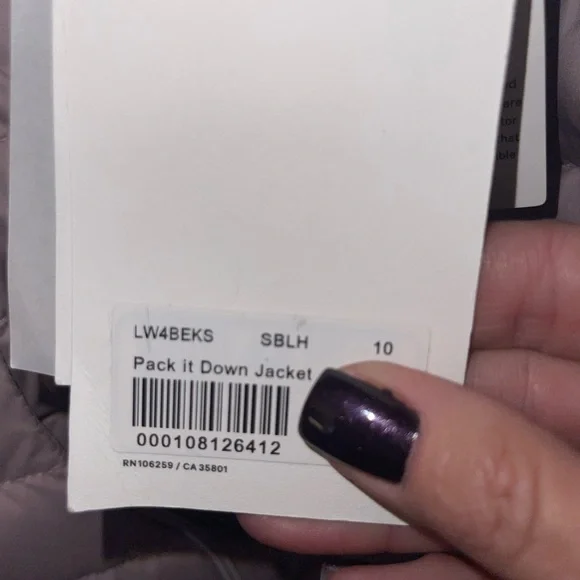 LW4BEKS SBLH 10
Pack it Down Jacket
000108126412
RN106259 / CA 35801